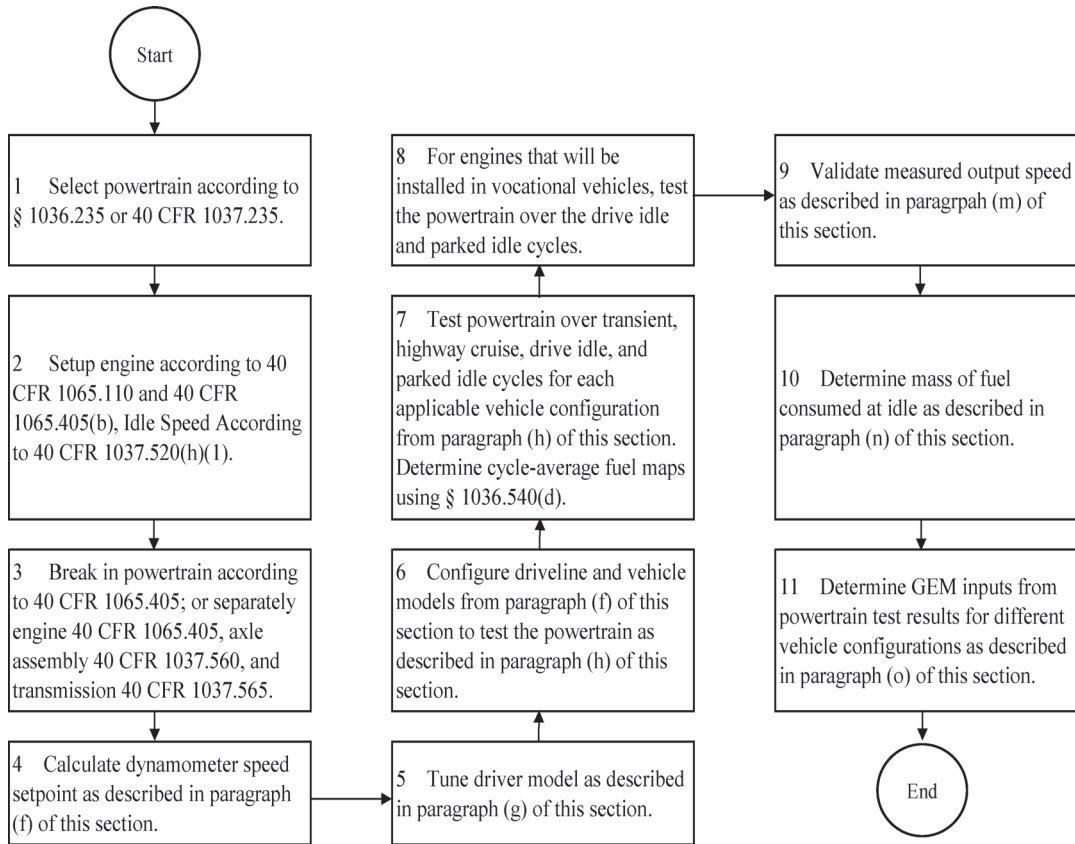 Start
1 Select powertrain according to
§ 1036.235 or 40 CFR 1037.235.
2 Setup engine according to 40
CFR 1065.110 and 40 CFR
1065.405(b), Idle Speed According
to 40 CFR 1037.520(h)(1).
3 Break in powertrain according
to 40 CFR 1065.405; or separately
engine 40 CFR 1065.405, axle
assembly 40 CFR 1037.560, and
transmission 40 CFR 1037.565.
4 Calculate dynamometer speed
setpoint as described in paragraph
(f) of this section.
5 Tune driver model as described
in paragraph (g) of this section.
6 Configure driveline and vehicle
models from paragraph (f) of this
section to test the powertrain as
described in paragraph (h) of this
section.
7 Test powertrain over transient,
highway cruise, drive idle, and
parked idle cycles for each
applicable vehicle configuration
from paragraph (h) of this section.
Determine cycle-average fuel maps
using § 1036.540(d).
8 For engines that will be
installed in vocational vehicles, test
the powertrain over the drive idle
and parked idle cycles.
9 Validate measured output speed
as described in paragrpah (m) of
this section.
10 Determine mass of fuel
consumed at idle as described in
paragraph (n) of this section.
11 Determine GEM inputs from
powertrain test results for different
vehicle configurations as described
in paragraph (o) of this section.
End